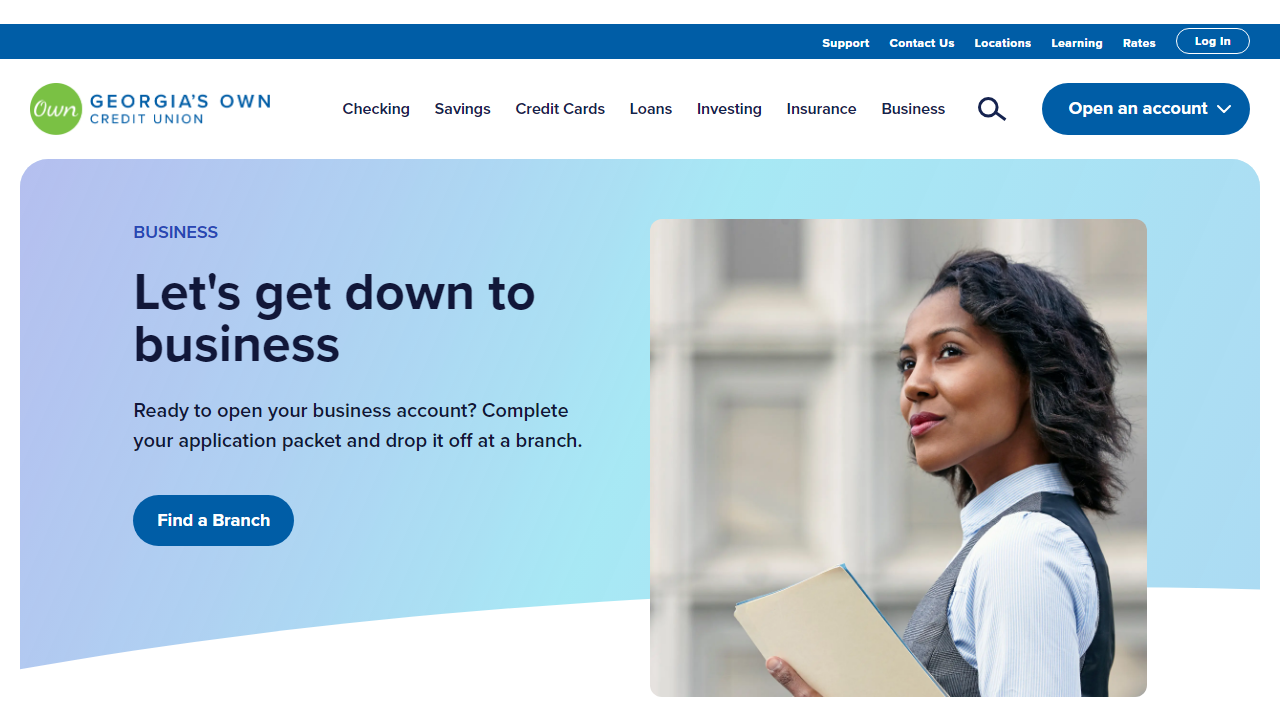 Support Contact Us Locations Learning Rates Log In
Own GEORGIA'S OWN
CREDIT UNION
Checking Savings Credit Cards Loans Investing Insurance Business Open an account
BUSINESS
Let's get down to
business
Ready to open your business account? Complete
your application packet and drop it off at a branch.
Find a Branch